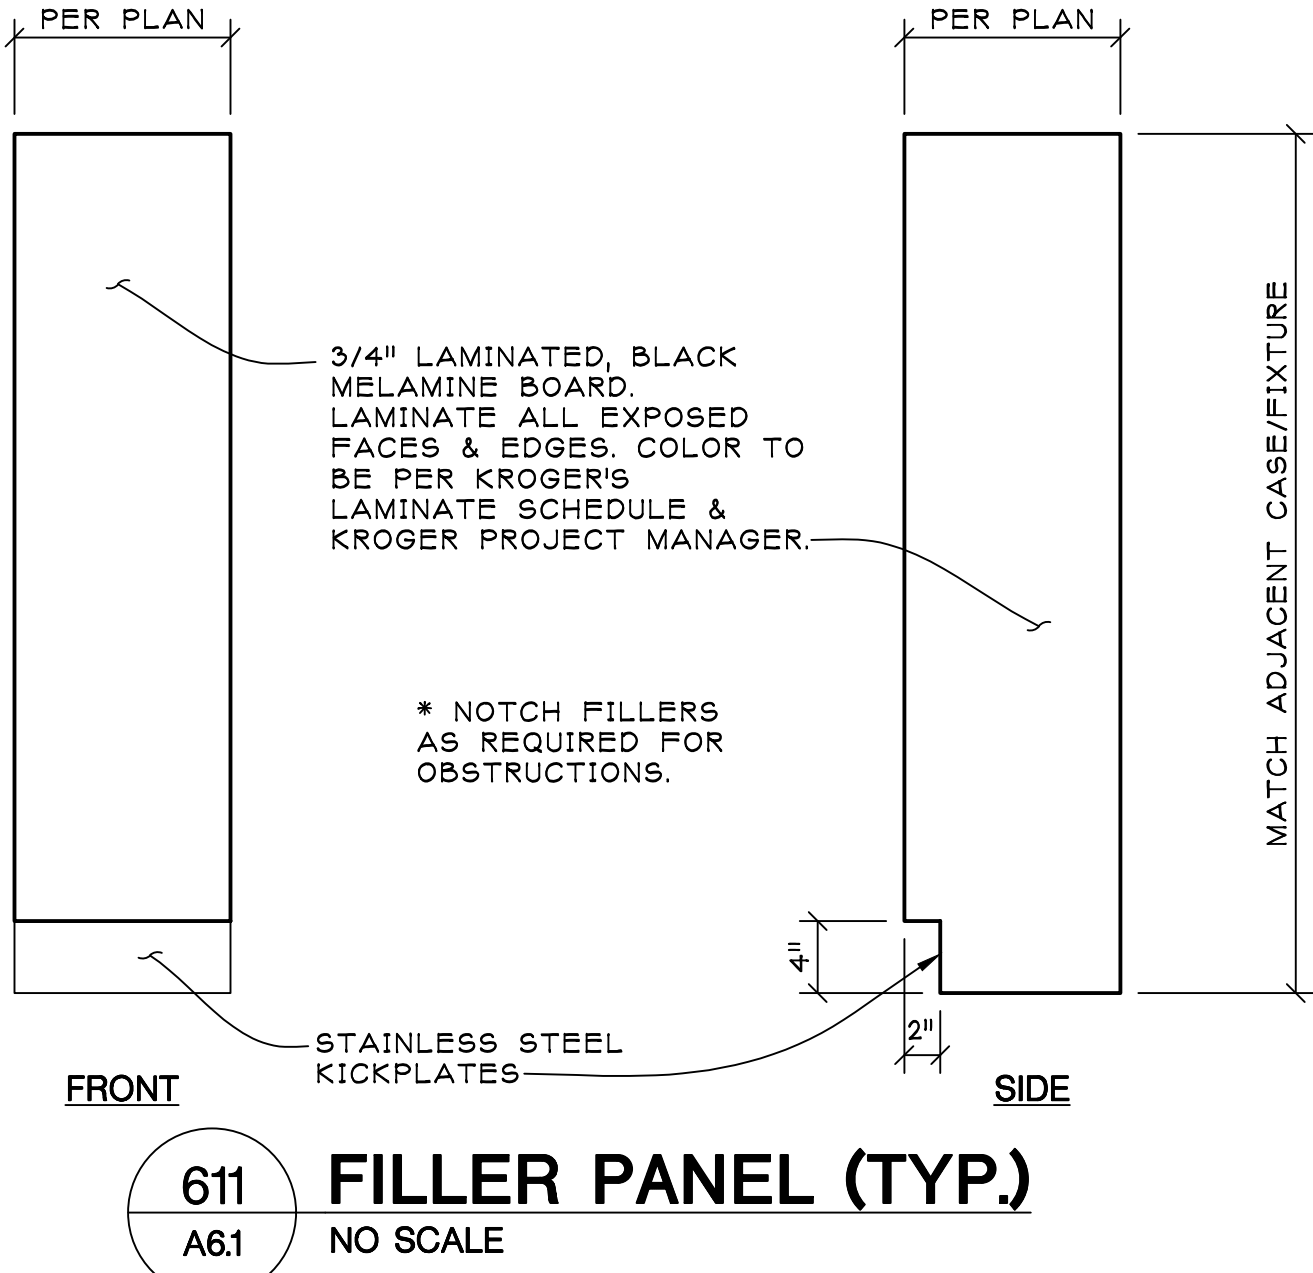 PER PLAN
PER PLAN
3/4" LAMINATED, BLACK
MELAMINE BOARD.
LAMINATE ALL EXPOSED
FACES & EDGES. COLOR TO
BE PER KROGER'S
LAMINATE SCHEDULE &
KROGER PROJECT MANAGER.
MATCH ADJACENT CASE/FIXTURE
* NOTCH FILLERS
AS REQUIRED FOR
OBSTRUCTIONS.
4"
2"
STAINLESS STEEL
KICKPLATES
FRONT
SIDE
611
FILLER PANEL (TYP.)
A6.1
NO SCALE